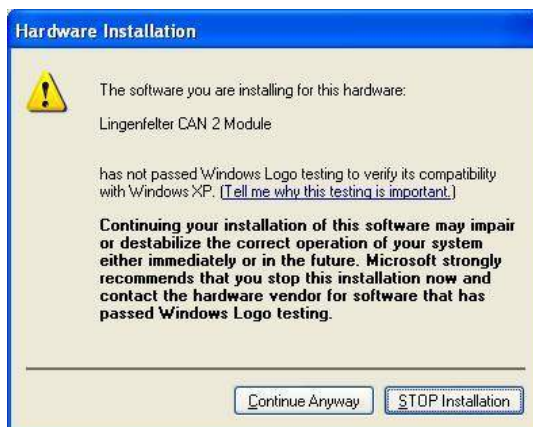 Hardware Installation
The software you are installing for this hardware:
Lingenfelter CAN 2 Module
has not passed Windows Logo testing to verify its compatibility
with Windows XP. (Tell me why this testing is important.)
Continuing your installation of this software may impair
or destabilize the correct operation of your system
either immediately or in the future. Microsoft strongly
recommends that you stop this installation now and
contact the hardware vendor for software that has
passed Windows Logo testing.
Continue Anyway STOP Installation